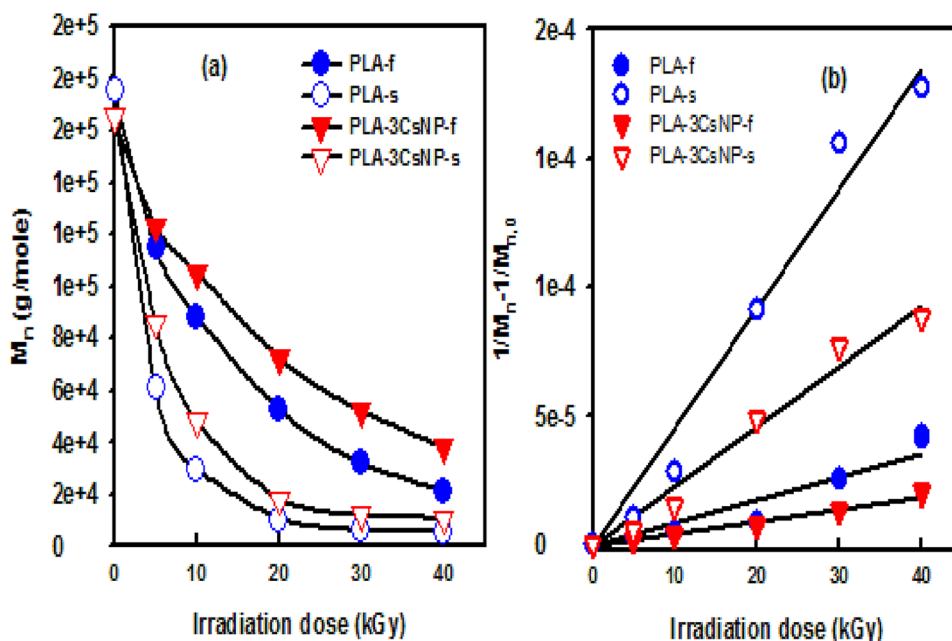 (a)
PLA-f
PLA-s
PLA-3CsNP-f
PLA-3CsNP-s
2e+5
2e+5
2e+5
1e+5
1e+5
1e+5
8e+4
6e+4
4e+4
2e+4
0
Mn (g/mole)
0 10 20 30 40
Irradiation dose (kGy)
(b)
PLA-f
PLA-s
PLA-3CsNP-f
PLA-3CsNP-s
2e-4
1e-4
1e-4
5e-5
0
1/Mn-1/Mn,0
0 10 20 30 40
Irradiation dose (kGy)